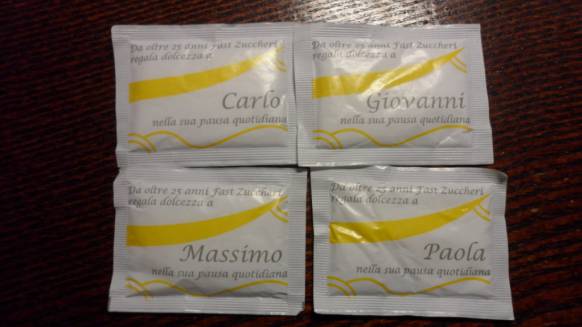 Da oltre 25 anni Fast Zuccheri
regala dolcezza a
Carlo
nella sua pausa quotidiana
Da oltre 25 anni Fast Zuccheri
regala dolcezza a
Giovanni
nella sua pausa quotidiana
Da oltre 25 anni Fast Zuccheri
regala dolcezza a
Massimo
nella sua pausa quotidiana
Da oltre 25 anni Fast Zuccheri
regala dolcezza a
Paola
nella sua pausa quotidiana